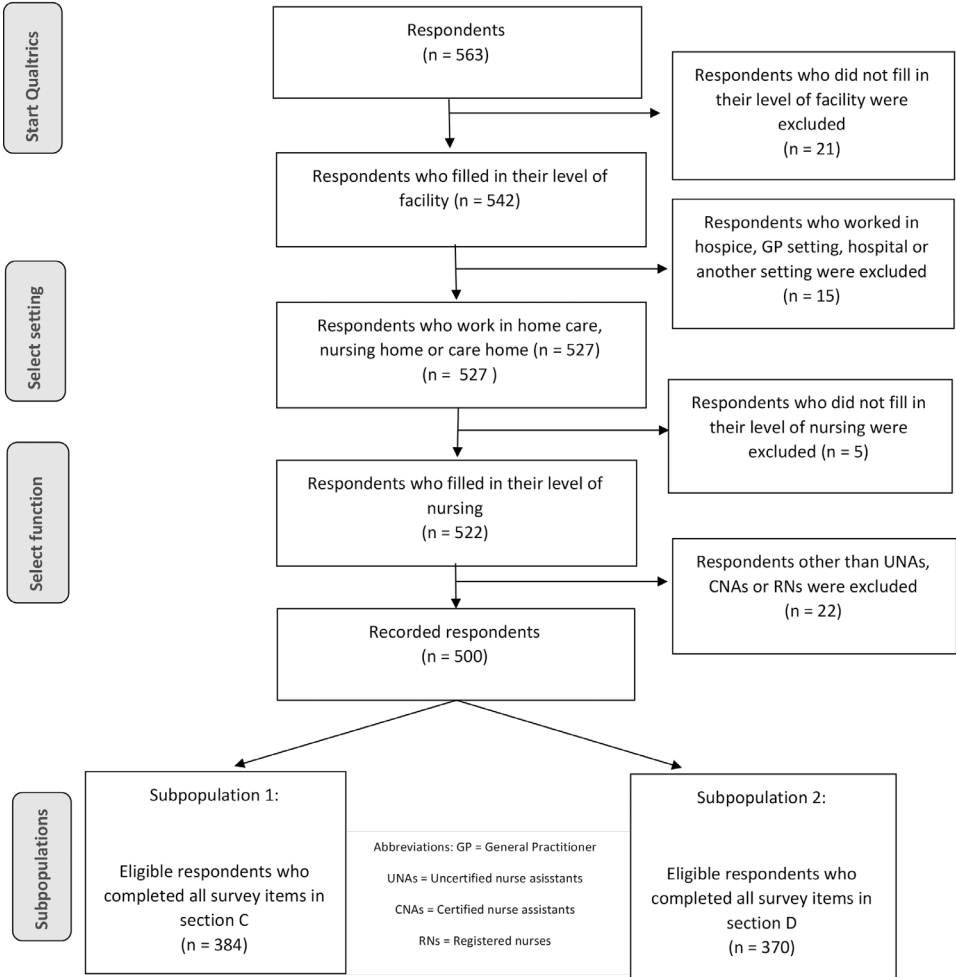 Start Qualtrics
Respondents
(n = 563)
Respondents who did not fill in
their level of facility were
excluded
(n = 21)
Respondents who filled in their level of
facility (n = 542)
Respondents who worked in
hospice, GP setting, hospital or
another setting were excluded
(n = 15)
Select setting
Respondents who work in home care,
nursing home or care home (n = 527)
(n = 527 )
Respondents who did not fill in
their level of nursing were
excluded (n = 5)
Select function
Respondents who filled in their level of
nursing
(n = 522)
Respondents other than UNAs,
CNAs or RNs were excluded
(n = 22)
Recorded respondents
(n = 500)
Subpopulations
Subpopulation 1:
Eligible respondents who
completed all survey items in
section C
(n = 384)
Abbreviations: GP = General Practitioner
UNAs = Uncertified nurse asisstants
CNAs = Certified nurse assistants
RNs = Registered nurses
Subpopulation 2:
Eligible respondents who
completed all survey items in
section D
(n = 370)